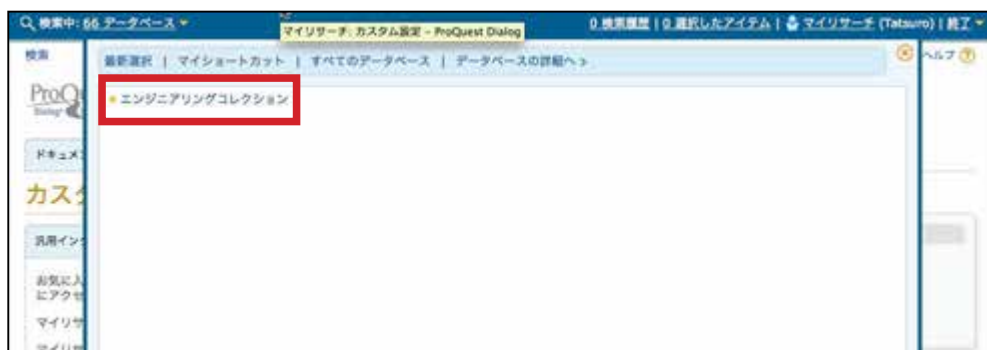 検索中: 66 データベース
0 検索履歴 | 0 選択したアイテム | マイリサーチ (Tatsuro) | 終了
マイリサーチ: カスタム設定 - ProQuest Dialog
検索
最新選択 | マイショートカット | すべてのデータベース | データベースの詳細へ >
ヘルプ ?
ProQ
Dialog
エンジニアリングコレクション
ドキュメン
カスタ
汎用イン
お気に入
にアクセ
マイリサ